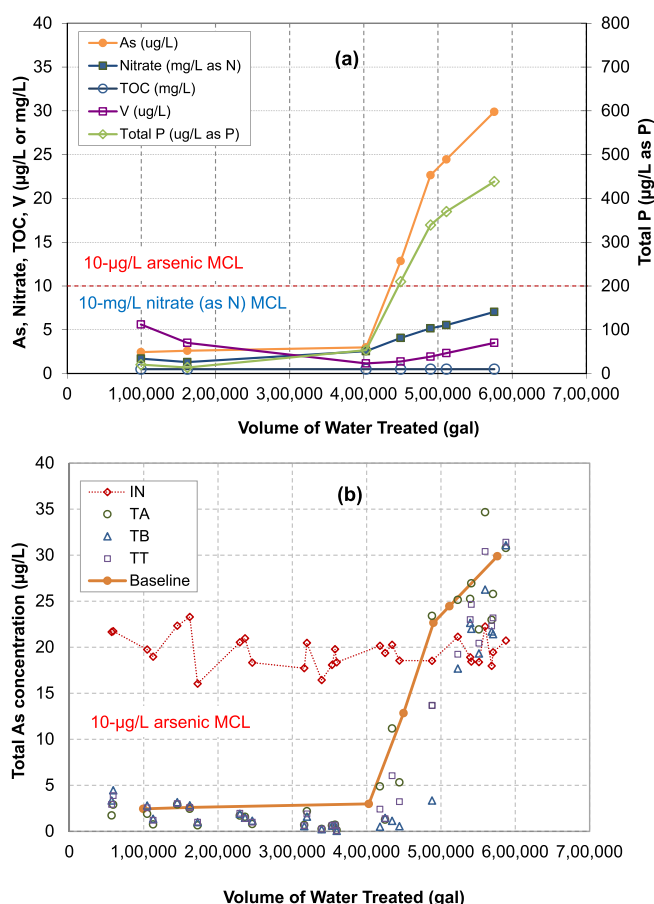 40
35
30
25
20
15
10
5
0
As, Nitrate, TOC, V (µg/L or mg/L)
As (ug/L)
Nitrate (mg/L as N)
TOC (mg/L)
V (ug/L)
Total P (ug/L as P)
(a)
10-µg/L arsenic MCL
10-mg/L nitrate (as N) MCL
800
700
600
500
400
300
200
100
0
Total P (µg/L as P)
0 1,00,000 2,00,000 3,00,000 4,00,000 5,00,000 6,00,000 7,00,000
Volume of Water Treated (gal)
40
35
30
25
20
15
10
5
0
Total As concentration (µg/L)
IN
TA
TB
TT
Baseline
(b)
10-µg/L arsenic MCL
0 1,00,000 2,00,000 3,00,000 4,00,000 5,00,000 6,00,000 7,00,000
Volume of Water Treated (gal)